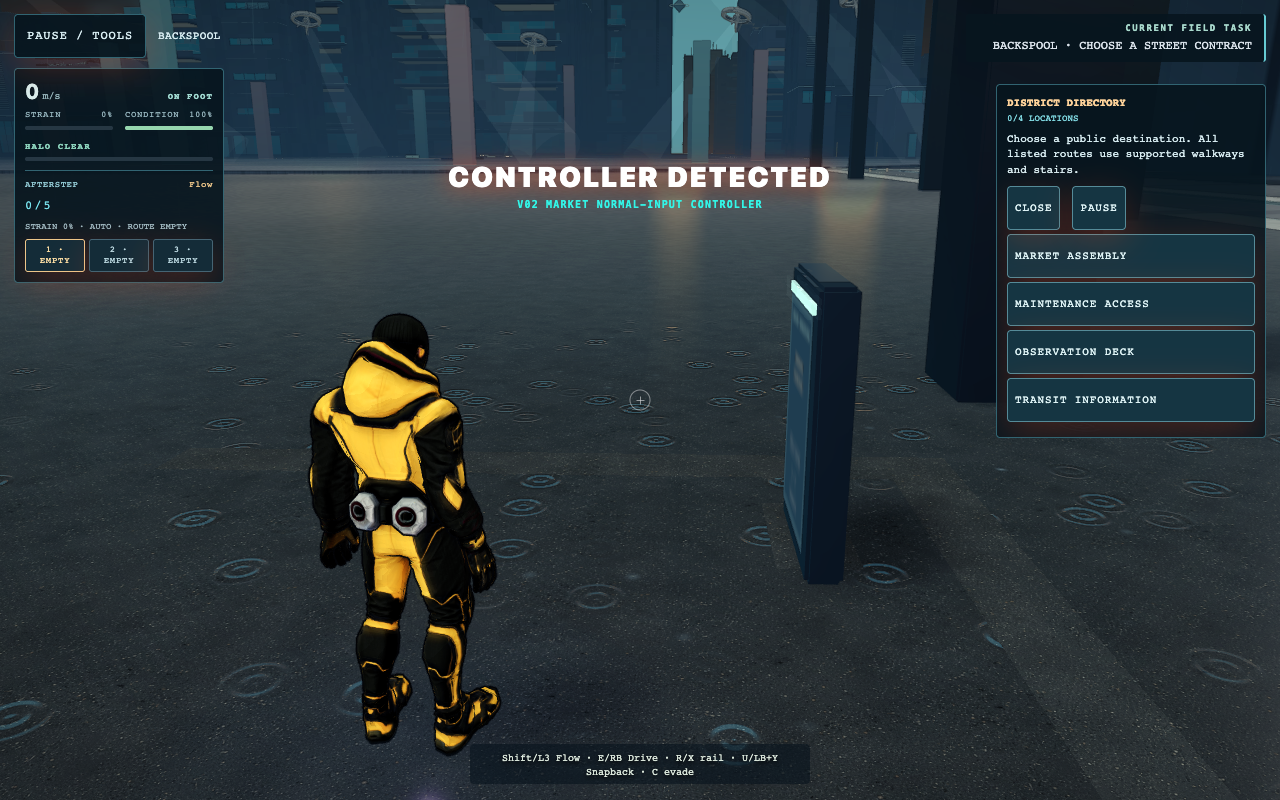 PAUSE / TOOLS
BACKSPOOL
0 m/s
ON FOOT
STRAIN 0%
CONDITION 100%
HALO CLEAR
AFTERSTEP
Flow
0/5
STRAIN 0% · AUTO · ROUTE EMPTY
1 · EMPTY
2 · EMPTY
3 · EMPTY
CONTROLLER DETECTED
V02 MARKET NORMAL-INPUT CONTROLLER
CURRENT FIELD TASK
BACKSPOOL · CHOOSE A STREET CONTRACT
DISTRICT DIRECTORY
0/4 LOCATIONS
Choose a public destination. All
listed routes use supported walkways
and stairs.
CLOSE
PAUSE
MARKET ASSEMBLY
MAINTENANCE ACCESS
OBSERVATION DECK
TRANSIT INFORMATION
Shift/L3 Flow · E/RB Drive · R/X rail · U/LB+Y
Snapback · C evade